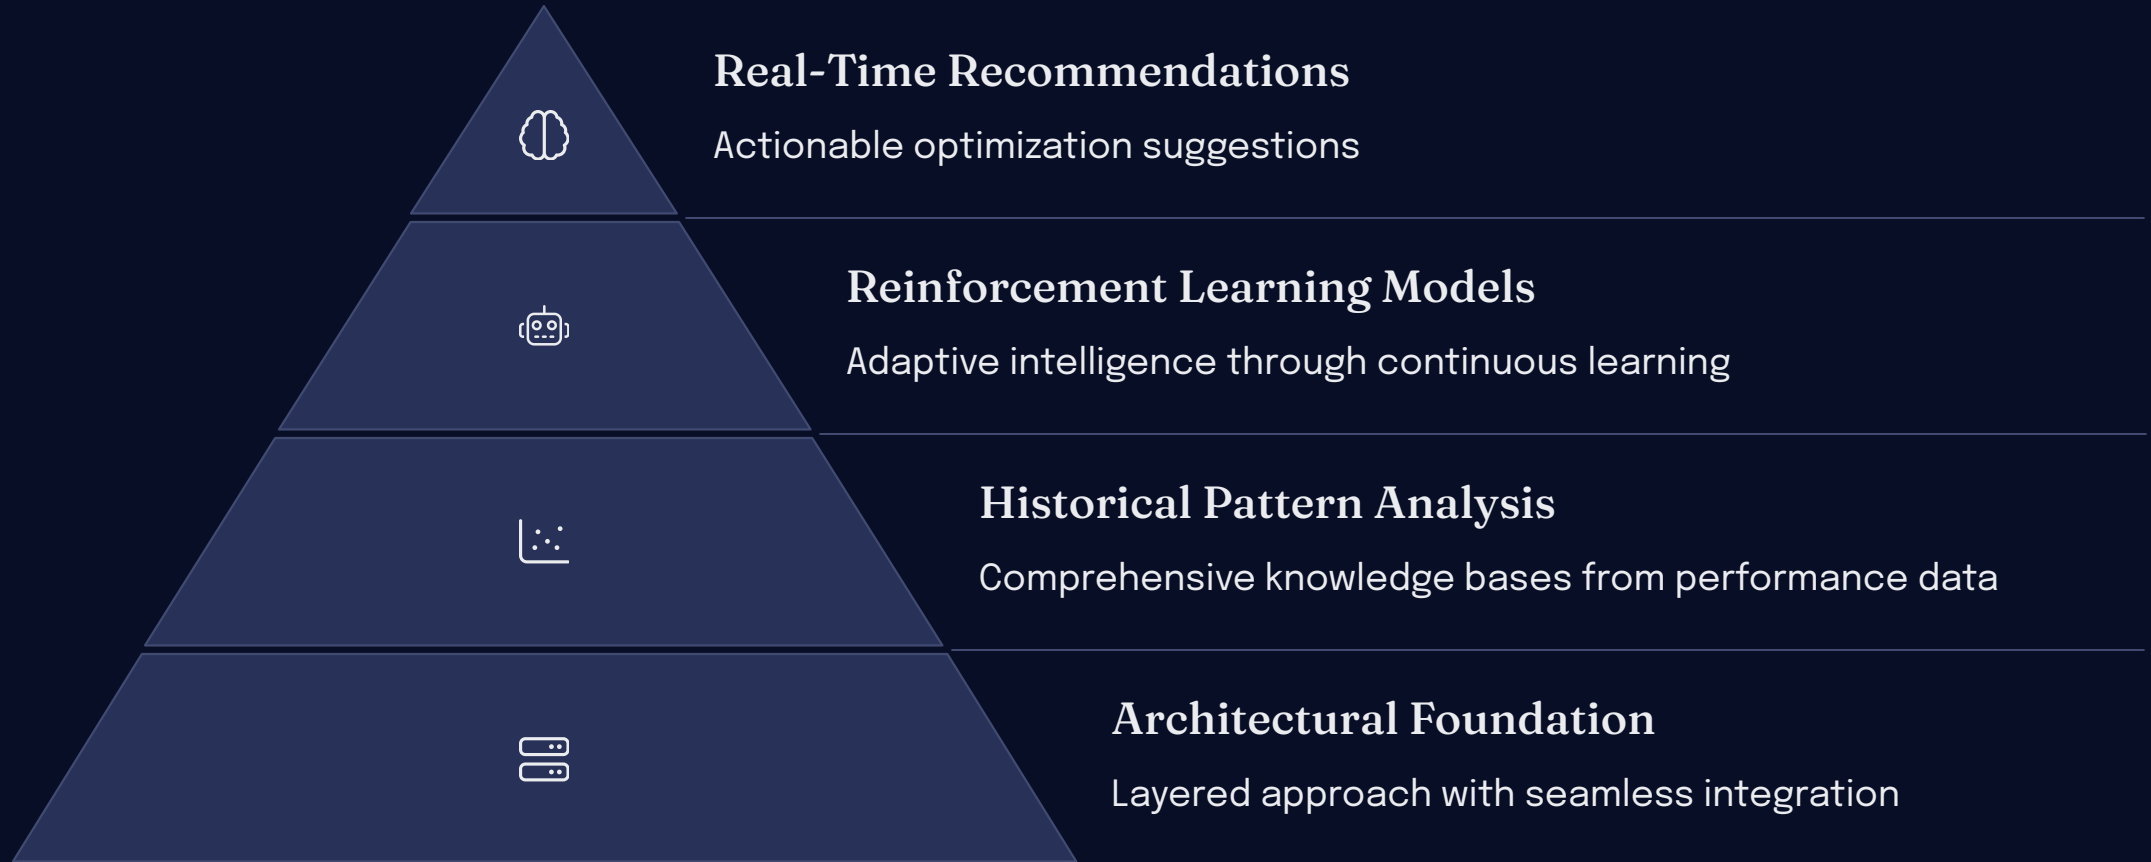 Real-Time Recommendations
Actionable optimization suggestions
Reinforcement Learning Models
Adaptive intelligence through continuous learning
Historical Pattern Analysis
Comprehensive knowledge bases from performance data
Architectural Foundation
Layered approach with seamless integration